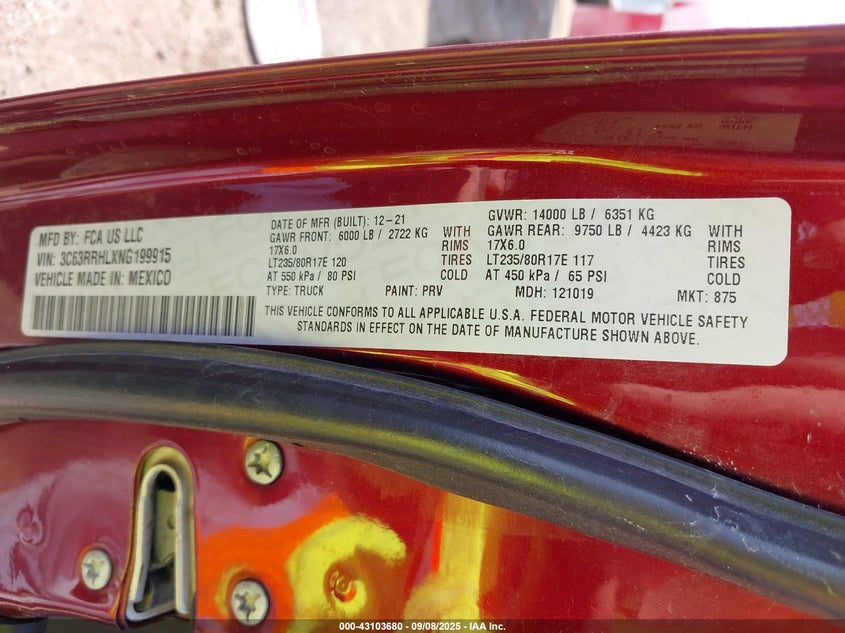 MFD BY: FCA US LLC
VIN: 3C63RRHLXNG199915
VEHICLE MADE IN: MEXICO
DATE OF MFR (BUILT): 12-21
GAWR FRONT: 6000 LB / 2722 KG WITH
17X6.0 RIMS
LT235/80R17E 120 TIRES
AT 550 kPa / 80 PSI COLD
TYPE: TRUCK PAINT: PRV
GVWR: 14000 LB / 6351 KG
GAWR REAR: 9750 LB / 4423 KG WITH
17X6.0 RIMS
LT235/80R17E 117 TIRES
AT 450 kPa / 65 PSI COLD
MDH: 121019 MKT: 875
THIS VEHICLE CONFORMS TO ALL APPLICABLE U.S.A. FEDERAL MOTOR VEHICLE SAFETY
STANDARDS IN EFFECT ON THE DATE OF MANUFACTURE SHOWN ABOVE.
000-43103680 - 09/08/2025 - IAA Inc.